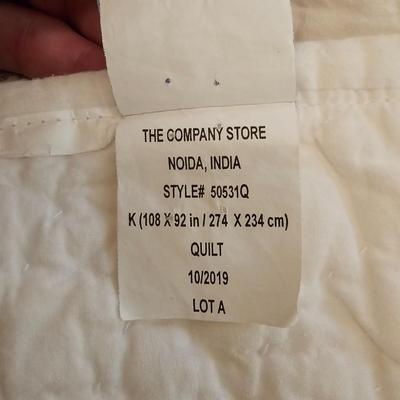 THE COMPANY STORE
NOIDA, INDIA
STYLE# 50531Q
K (108 X 92 in / 274 X 234 cm)
QUILT
10/2019
LOT A